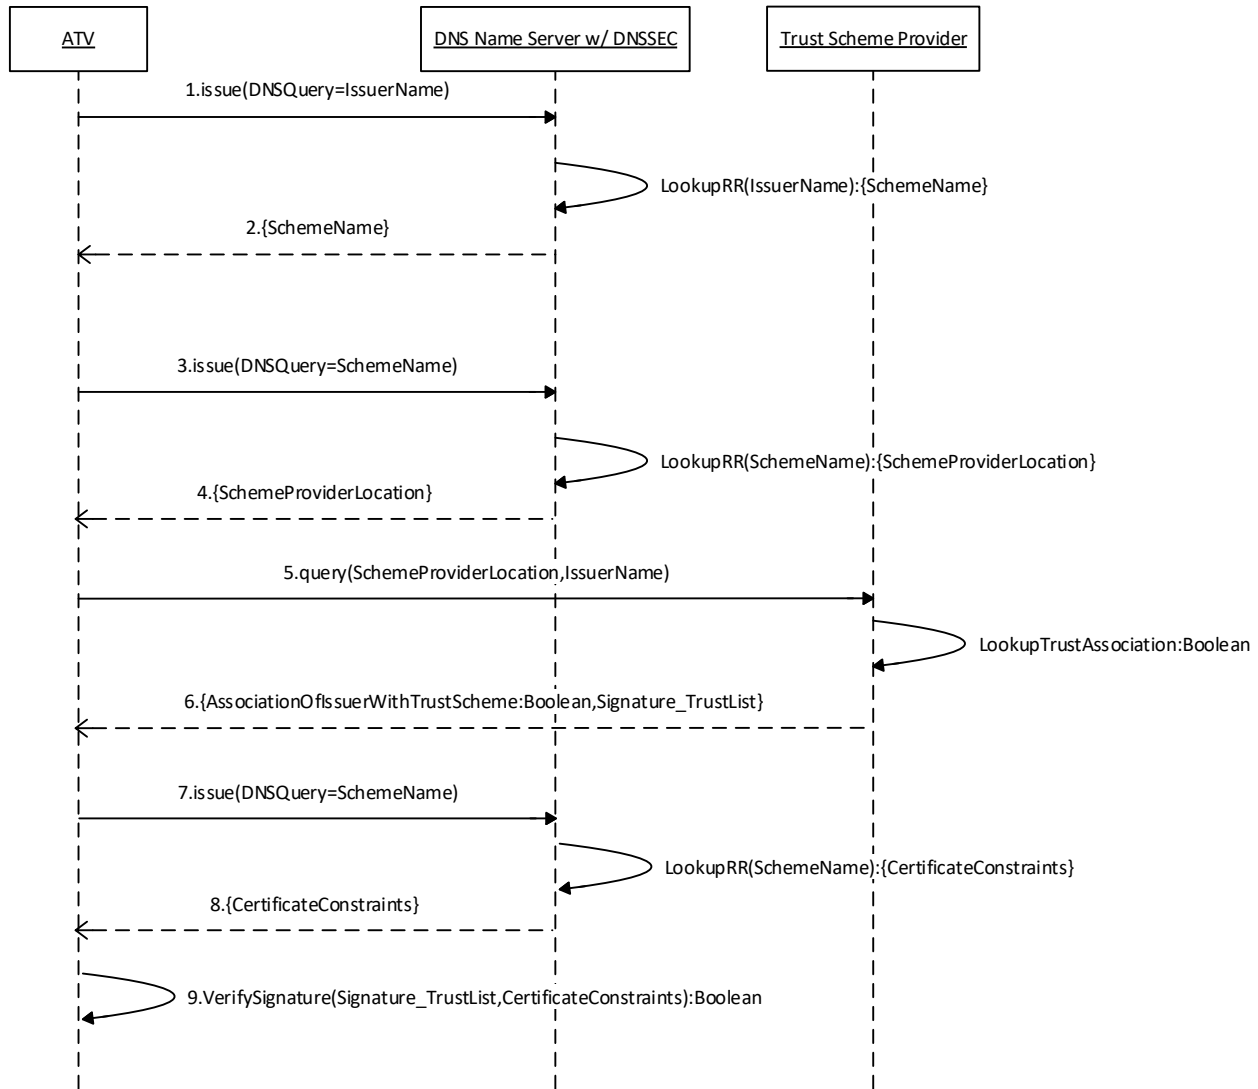 ATV
DNS Name Server w/ DNSSEC
Trust Scheme Provider
1.issue(DNSQuery=IssuerName)
LookupRR(IssuerName):{SchemeName}
2.{SchemeName}
3.issue(DNSQuery=SchemeName)
LookupRR(SchemeName):{SchemeProviderLocation}
4.{SchemeProviderLocation}
5.query(SchemeProviderLocation,IssuerName)
LookupTrustAssociation:Boolean
6.{AssociationOfIssuerWithTrustScheme:Boolean,Signature_TrustList}
7.issue(DNSQuery=SchemeName)
LookupRR(SchemeName):{CertificateConstraints}
8.{CertificateConstraints}
9.VerifySignature(Signature_TrustList,CertificateConstraints):Boolean